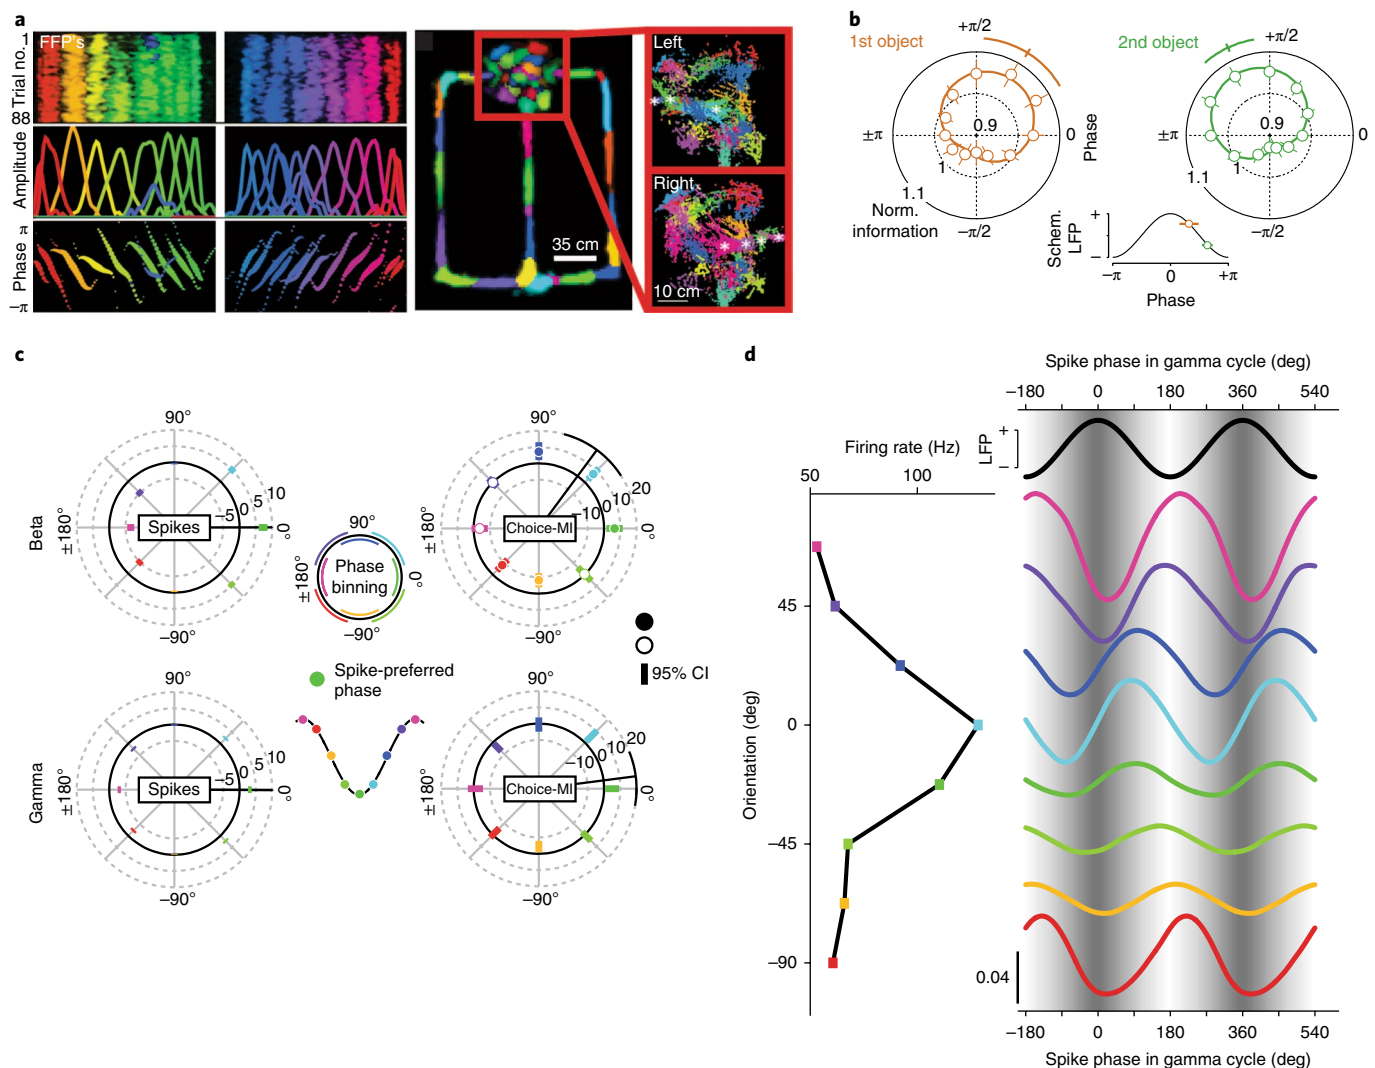 a
FFP's
1
Trial no.
88
Amplitude
π
Phase
−π
35 cm
Left
* * *
Right
* * * *
10 cm
b
1st object
+π/2
±π
0.9
0
1
1.1
Norm.
information
−π/2
Phase
2nd object
+π/2
±π
0.9
0
1
1.1
−π/2
Schem.
LFP
+
−
−π 0 +π
Phase
c
Beta
90°
±180°
Spikes
−5 0 5 10
0°
−90°
90°
±180°
Phase
binning
0°
−90°
90°
±180°
Choice-MI
−10 0 10 20
0°
−90°
95% CI
Spike-preferred
phase
Gamma
90°
±180°
Spikes
−5 0 5 10
0°
−90°
90°
±180°
Choice-MI
−10 0 10 20
0°
−90°
d
Spike phase in gamma cycle (deg)
−180 0 180 360 540
LFP
+
−
Firing rate (Hz)
50 100
Orientation (deg)
45
0
−45
−90
0.04
−180 0 180 360 540
Spike phase in gamma cycle (deg)